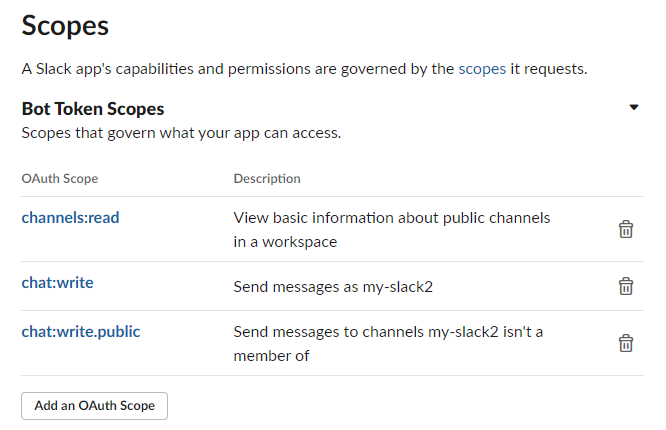 Scopes
A Slack app's capabilities and permissions are governed by the scopes it requests.
Bot Token Scopes
Scopes that govern what your app can access.
OAuth Scope Description
channels:read View basic information about public channels
in a workspace
chat:write Send messages as my-slack2
chat:write.public Send messages to channels my-slack2 isn't a
member of
Add an OAuth Scope